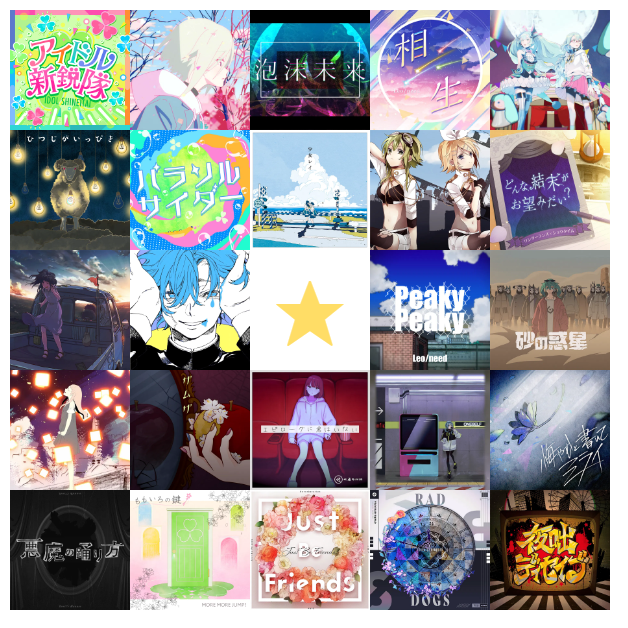 アイドル
新鋭隊
IDOL SHINEITAI
泡沫未来
相
生
ひつじがいっぴき
パラソル
サイダー
どんな結末が
お望みだい?
Peaky
Peaky
Leo/need
砂の惑星
エピローグに君はいない
悔やむと書いて
ミライ
悪魔の踊り方
ももいろの鍵
MORE MORE JUMP!
Just
Be
Friends
RAD
DOGS
夜咄
ディセイブ